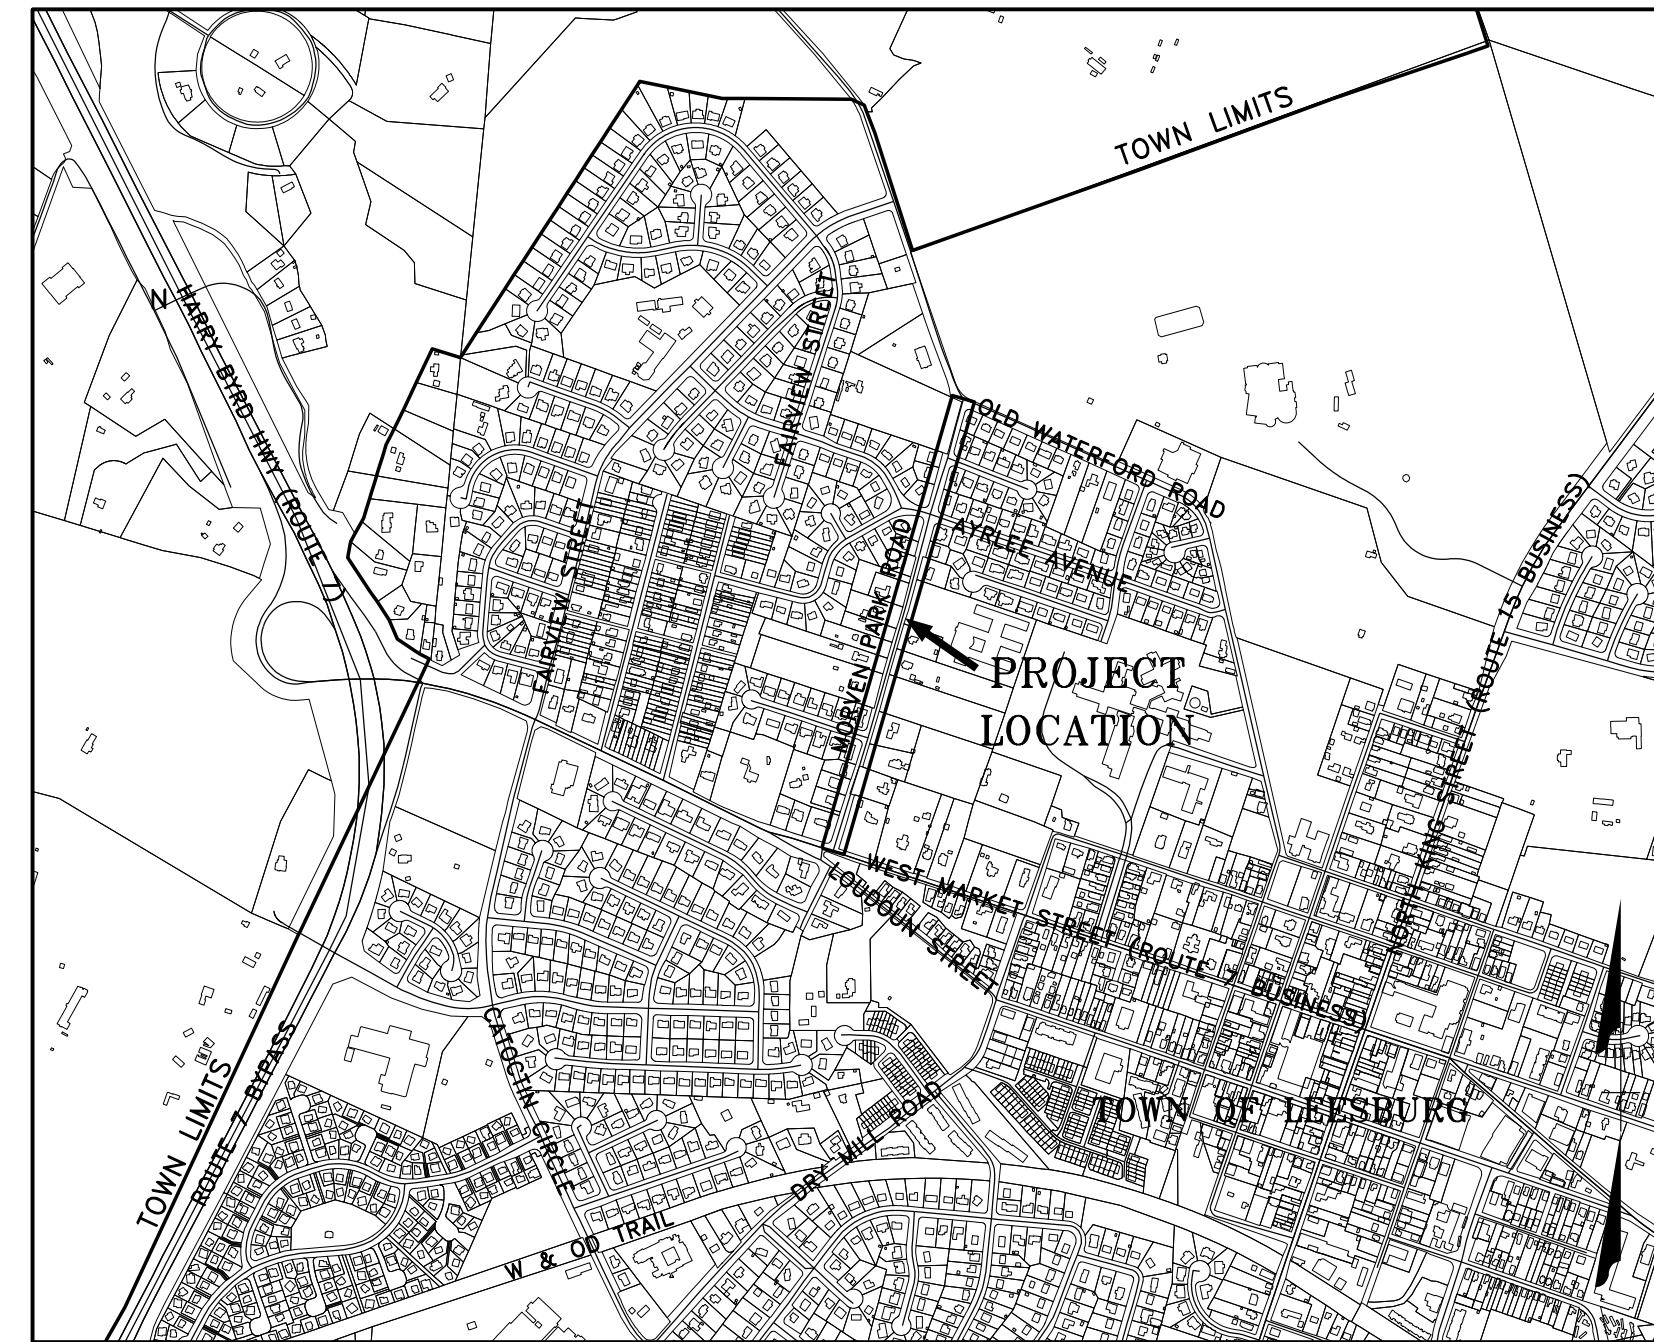 TOWN LIMITS
N
HARRY BYRD HWY (ROUTE 7)
FAIRVIEW STREET
OLD WATERFORD ROAD
FAIRVIEW STREET
AYRLEE AVENUE
MORVEN PARK ROAD
NORTH KING STREET (ROUTE 15 BUSINESS)
PROJECT
LOCATION
WEST MARKET STREET (ROUTE 7 BUSINESS)
LOUDOUN STREET
CATOCTIN CIRCLE
TOWN LIMITS
ROUTE 7 BYPASS
DRY MILL ROAD
TOWN OF LEESBURG
W & OD TRAIL